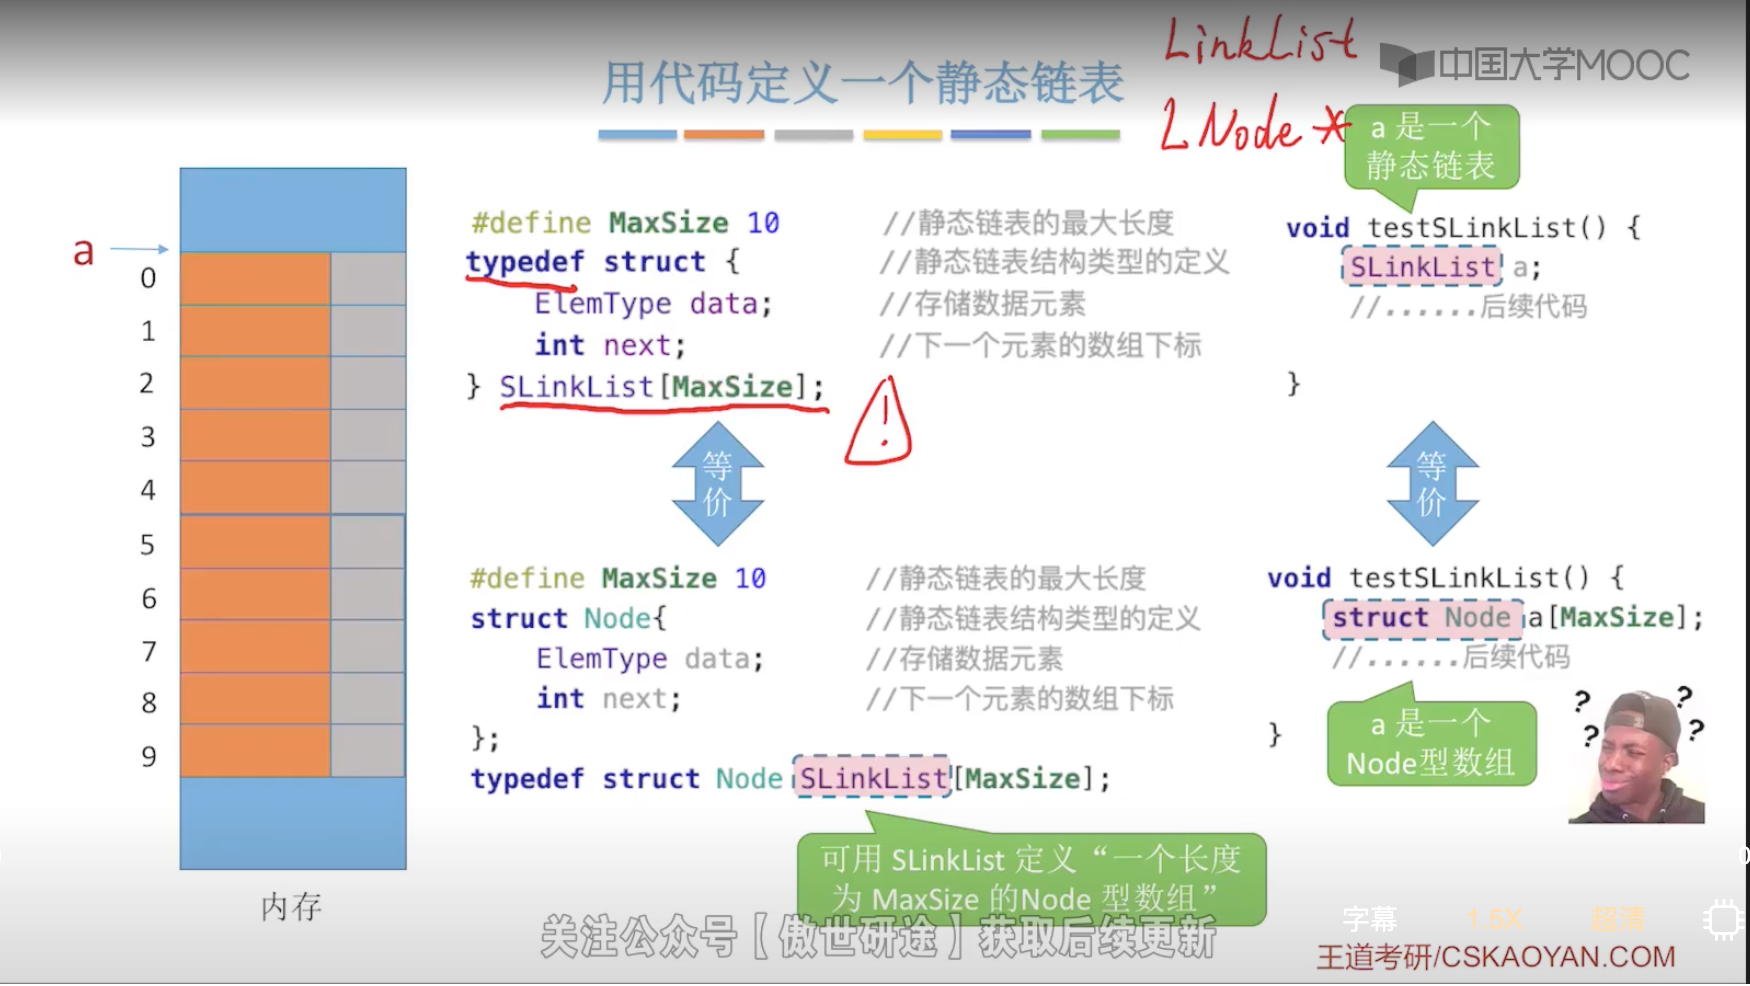 LinkList
中国大学MOOC
用代码定义一个静态链表
LNode *
a 是一个
静态链表
a
0
1
2
3
4
5
6
7
8
9
内存
#define MaxSize 10 //静态链表的最大长度
typedef struct { //静态链表结构类型的定义
ElemType data; //存储数据元素
int next; //下一个元素的数组下标
} SLinkList[MaxSize];
!
void testSLinkList() {
SLinkList a;
//......后续代码
}
等
价
等
价
#define MaxSize 10 //静态链表的最大长度
struct Node{ //静态链表结构类型的定义
ElemType data; //存储数据元素
int next; //下一个元素的数组下标
};
typedef struct Node SLinkList[MaxSize];
void testSLinkList() {
struct Node a[MaxSize];
//......后续代码
}
a 是一个
Node型数组
? ?
? ?
可用 SLinkList 定义“一个长度
为 MaxSize 的Node 型数组”
关注公众号【傲世研途】获取后续更新
字幕 1.5X 超清
王道考研/CSKAOYAN.COM